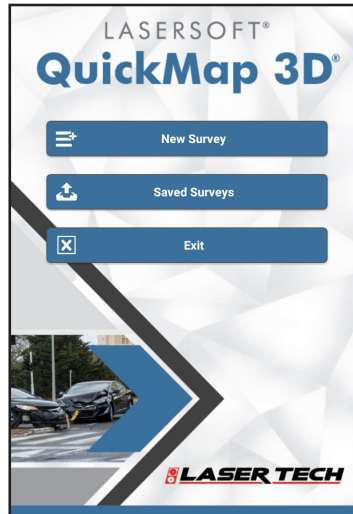 LASERSOFT®
QuickMap 3D®
New Survey
Saved Surveys
Exit
LASER TECH